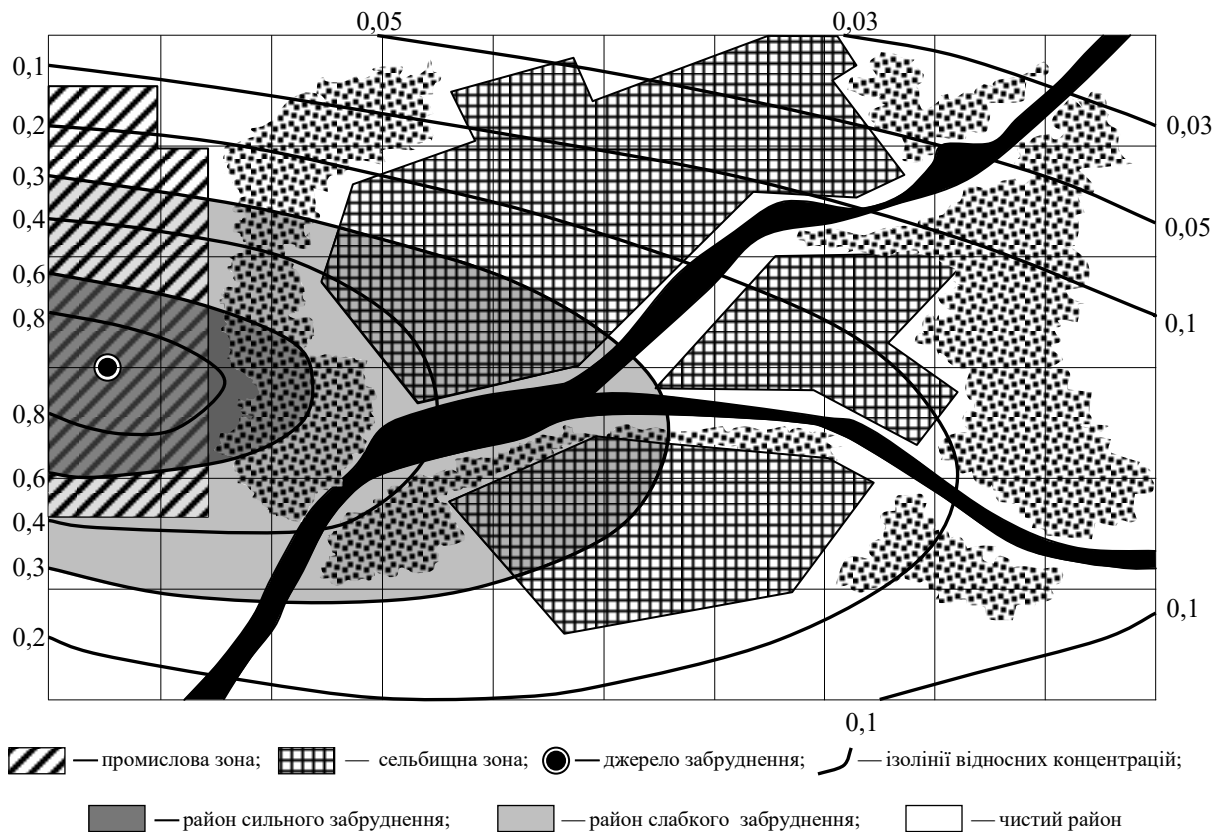 0,05
0,03
0,1
0,2
0,3
0,4
0,6
0,8
0,8
0,6
0,4
0,3
0,2
0,03
0,05
0,1
0,1
0,1
промислова зона;
сельбищна зона;
джерело забруднення;
ізолінії відносних концентрацій;
район сильного забруднення;
район слабкого забруднення;
чистий район